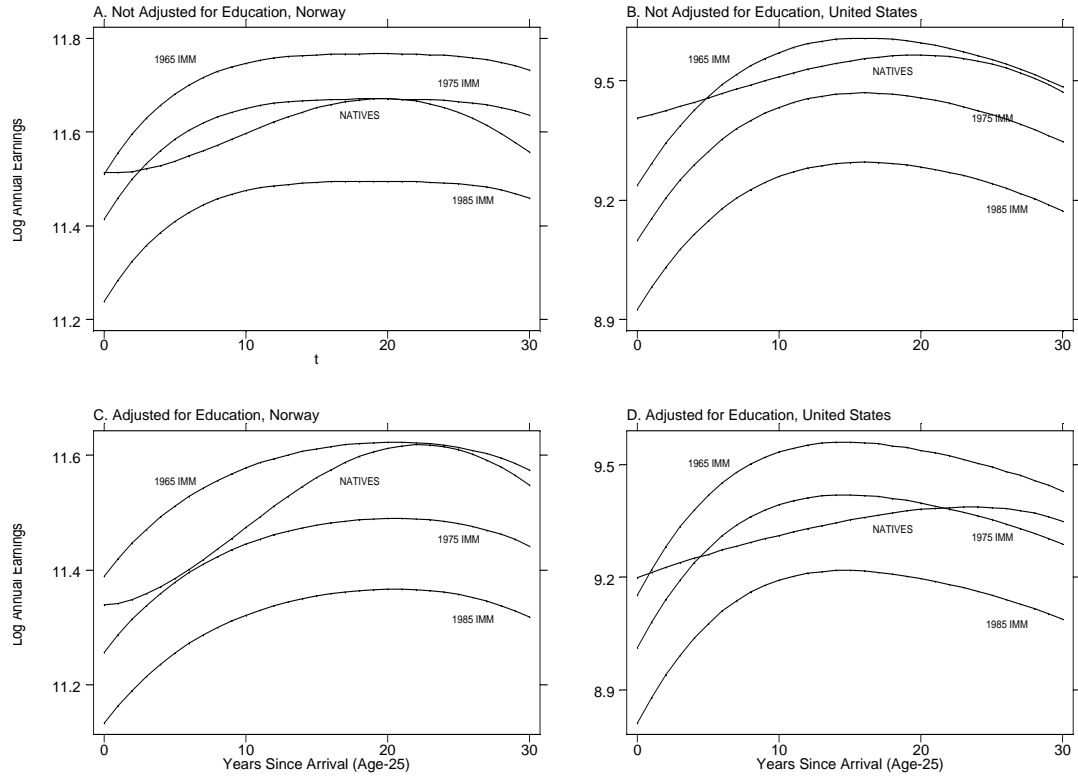 A. Not Adjusted for Education, Norway
11.8
11.6
11.4
11.2
Log Annual Earnings
1965 IMM
1975 IMM
NATIVES
1985 IMM
0
10
20
30
t
B. Not Adjusted for Education, United States
9.5
9.2
8.9
1965 IMM
NATIVES
1975 IMM
1985 IMM
0
10
20
30
C. Adjusted for Education, Norway
11.6
11.4
11.2
Log Annual Earnings
1965 IMM
NATIVES
1975 IMM
1985 IMM
0
10
20
30
Years Since Arrival (Age-25)
D. Adjusted for Education, United States
9.5
9.2
8.9
1965 IMM
NATIVES
1975 IMM
1985 IMM
0
10
20
30
Years Since Arrival (Age-25)